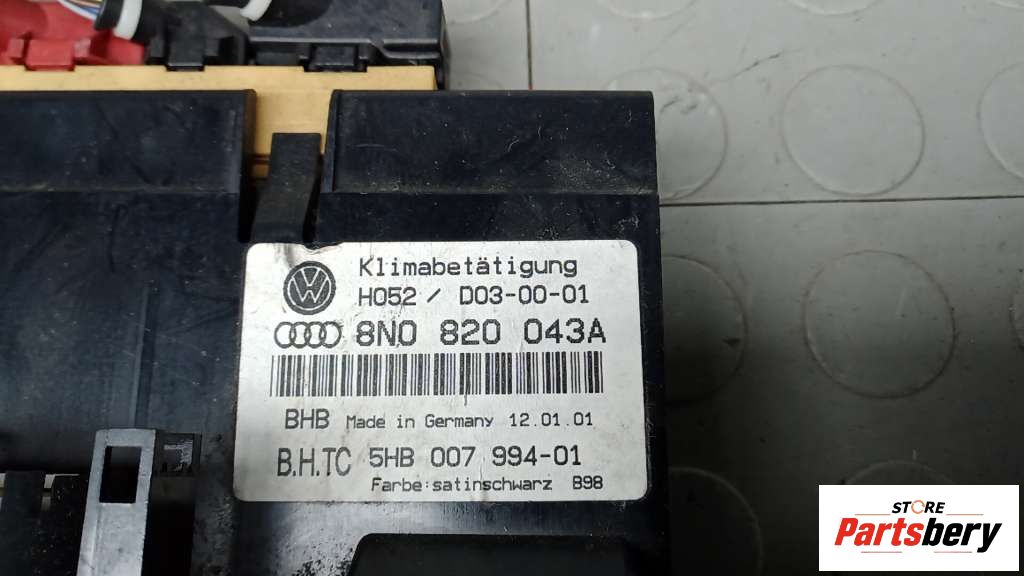 Klimabetätigung
H052 / D03-00-01
8N0 820 043A
BHB Made in Germany 12.01.01
B.H.TC 5HB 007 994-01
Farbe:satinschwarz B98
STORE
Partsbery